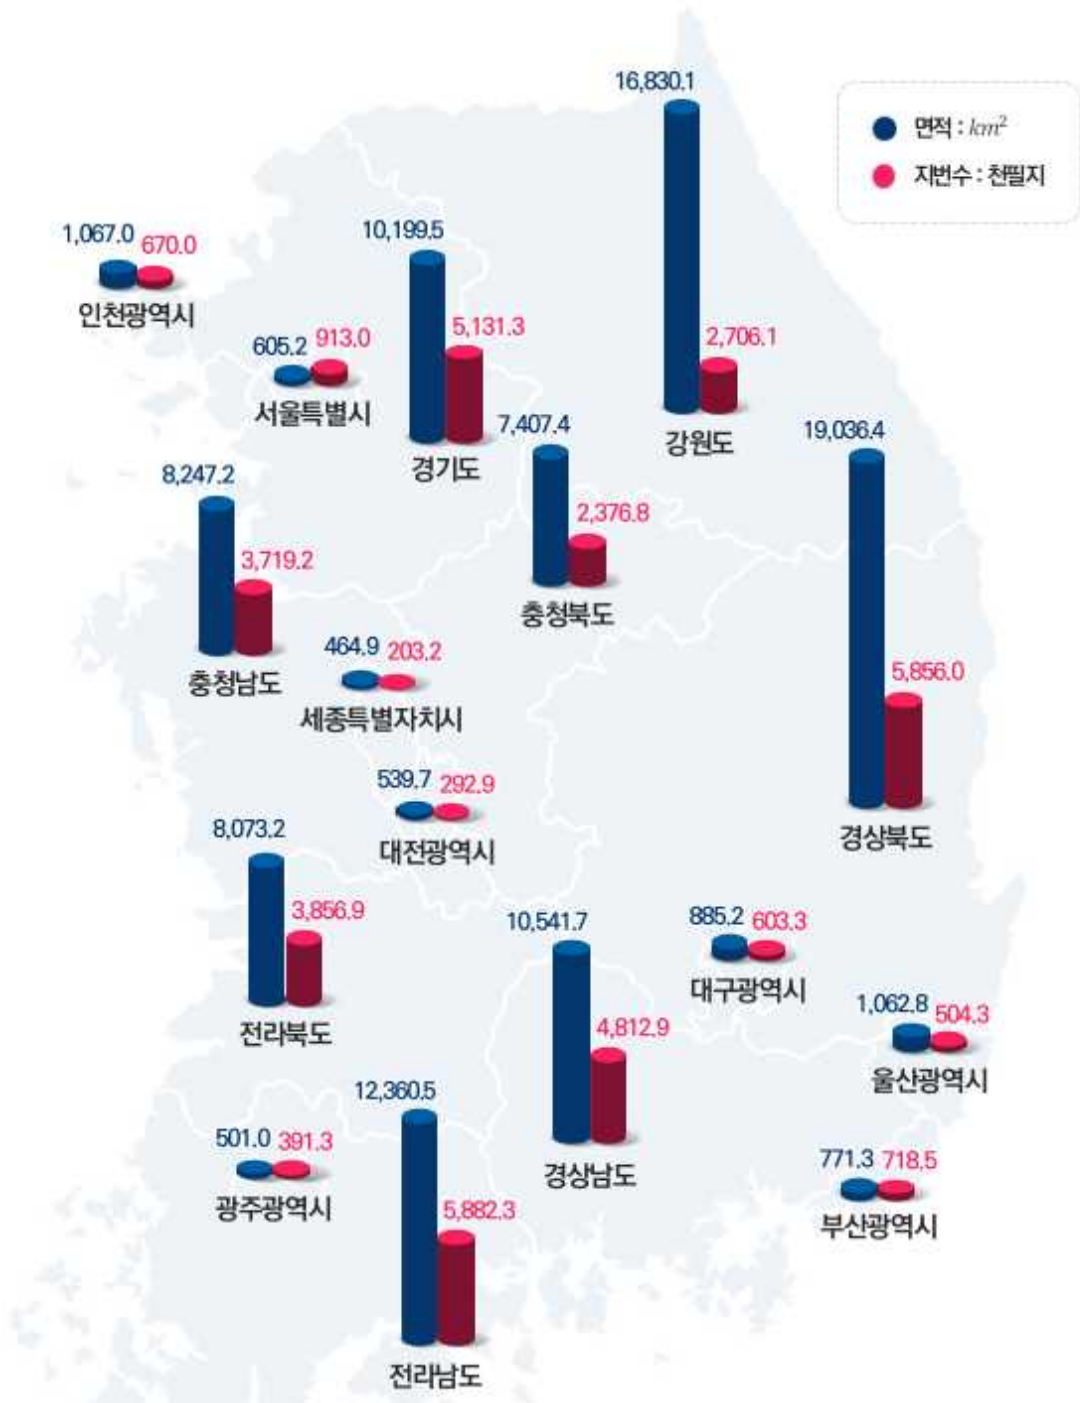 16,830.1
면적 : km²
지번수 : 천필지
1,067.0 670.0
인천광역시
10,199.5
5,131.3
경기도
605.2 913.0
서울특별시
2,706.1
강원도
7,407.4
2,376.8
충청북도
19,036.4
5,856.0
경상북도
8,247.2
3,719.2
충청남도
464.9 203.2
세종특별자치시
539.7 292.9
대전광역시
8,073.2
3,856.9
전라북도
10,541.7
4,812.9
경상남도
885.2 603.3
대구광역시
1,062.8 504.3
울산광역시
12,360.5
5,882.3
전라남도
501.0 391.3
광주광역시
771.3 718.5
부산광역시